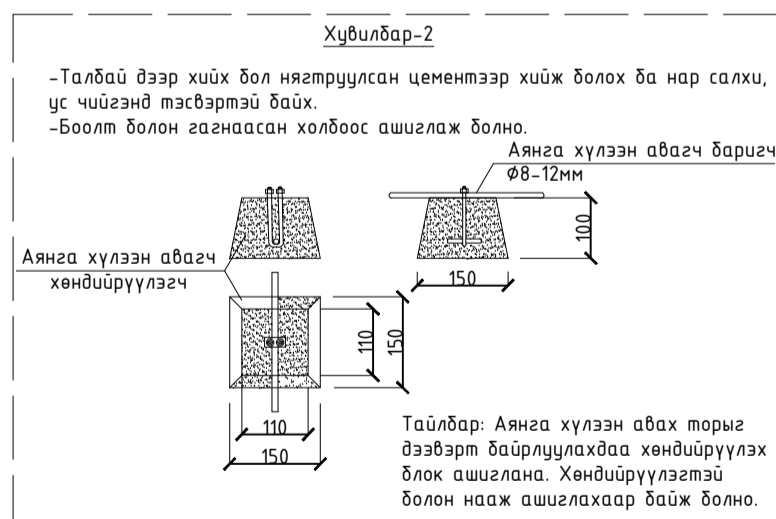 Хувилбар-2
-Талбай дээр хийх бол нягтруулсан цементээр хийж болох ба нар салхи,
ус чийгэнд тэсвэртэй байх.
-Боолт болон гагнаасан холбоос ашиглаж болно.
Аянга хүлээн авагч баригч
Ф8-12мм
100
150
Аянга хүлээн авагч
хөндийрүүлэгч
110
150
110
150
Тайлбар: Аянга хүлээн авах торыг
дээвэрт байрлуулахдаа хөндийрүүлэх
блок ашиглана. Хөндийрүүлэгтэй
болон нааж ашиглахаар байж болно.